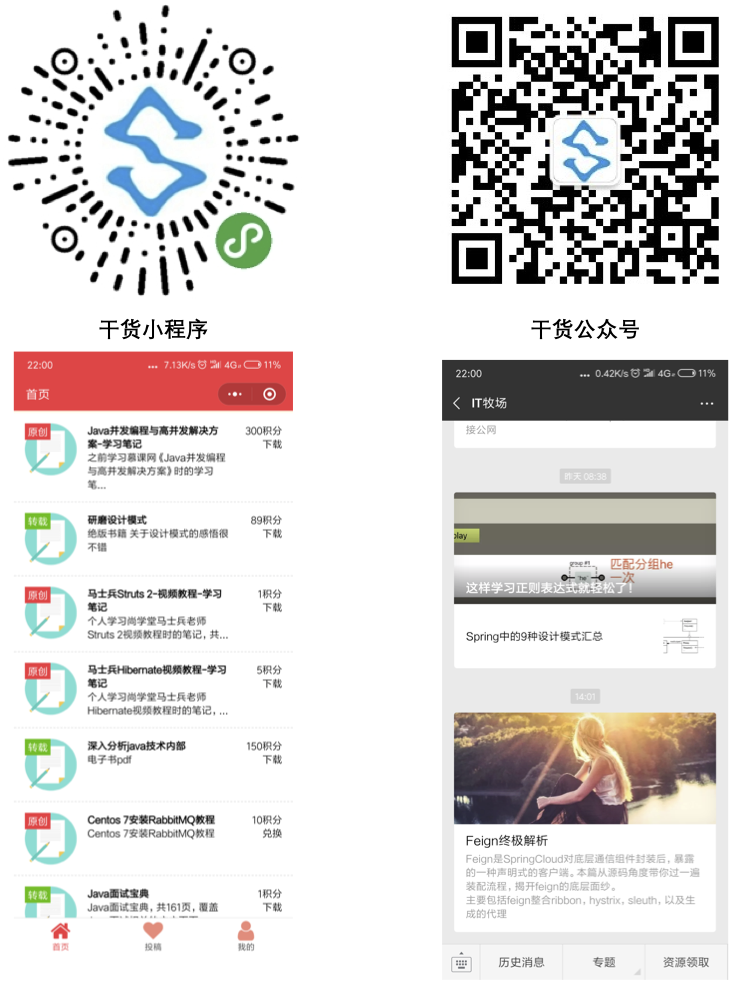 干货小程序
干货公众号
22:00
... 7.13K/s 4G 11%
首页
原创
Java并发编程与高并发解决方
案-学习笔记
之前学习慕课网《Java并发编程
与高并发解决方案》时的学习
笔...
300积分
下载
转载
研磨设计模式
绝版书籍 关于设计模式的感悟很
不错
89积分
下载
原创
马士兵Struts 2-视频教程-学习
笔记
个人学习尚学堂马士兵老师
Struts 2视频教程时的笔记，共...
1积分
下载
原创
马士兵Hibernate视频教程-学习
笔记
个人学习尚学堂马士兵老师
Hibernate视频教程时的笔记，...
5积分
下载
转载
深入分析java技术内部
电子书pdf
150积分
下载
原创
Centos 7安装RabbitMQ教程
Centos 7安装RabbitMQ教程
10积分
兑换
转载
Java面试宝典
Java面试宝典，共161页，覆盖
1积分
下载
首页
投稿
我的
22:00
... 0.42K/s 4G 11%
IT牧场
接公网
昨天 08:38
play
group #1
"he"
匹配分组he
一次
这样学习正则表达式就轻松了！
Spring中的9种设计模式汇总
14:01
Feign终极解析
Feign是SpringCloud对底层通信组件封装后，暴露
的一种声明式的客户端。本篇从源码角度带你过一遍
装配流程，揭开feign的底层面纱。
主要包括feign整合ribbon，hystrix，sleuth，以及生
成的代理
历史消息
专题
资源领取